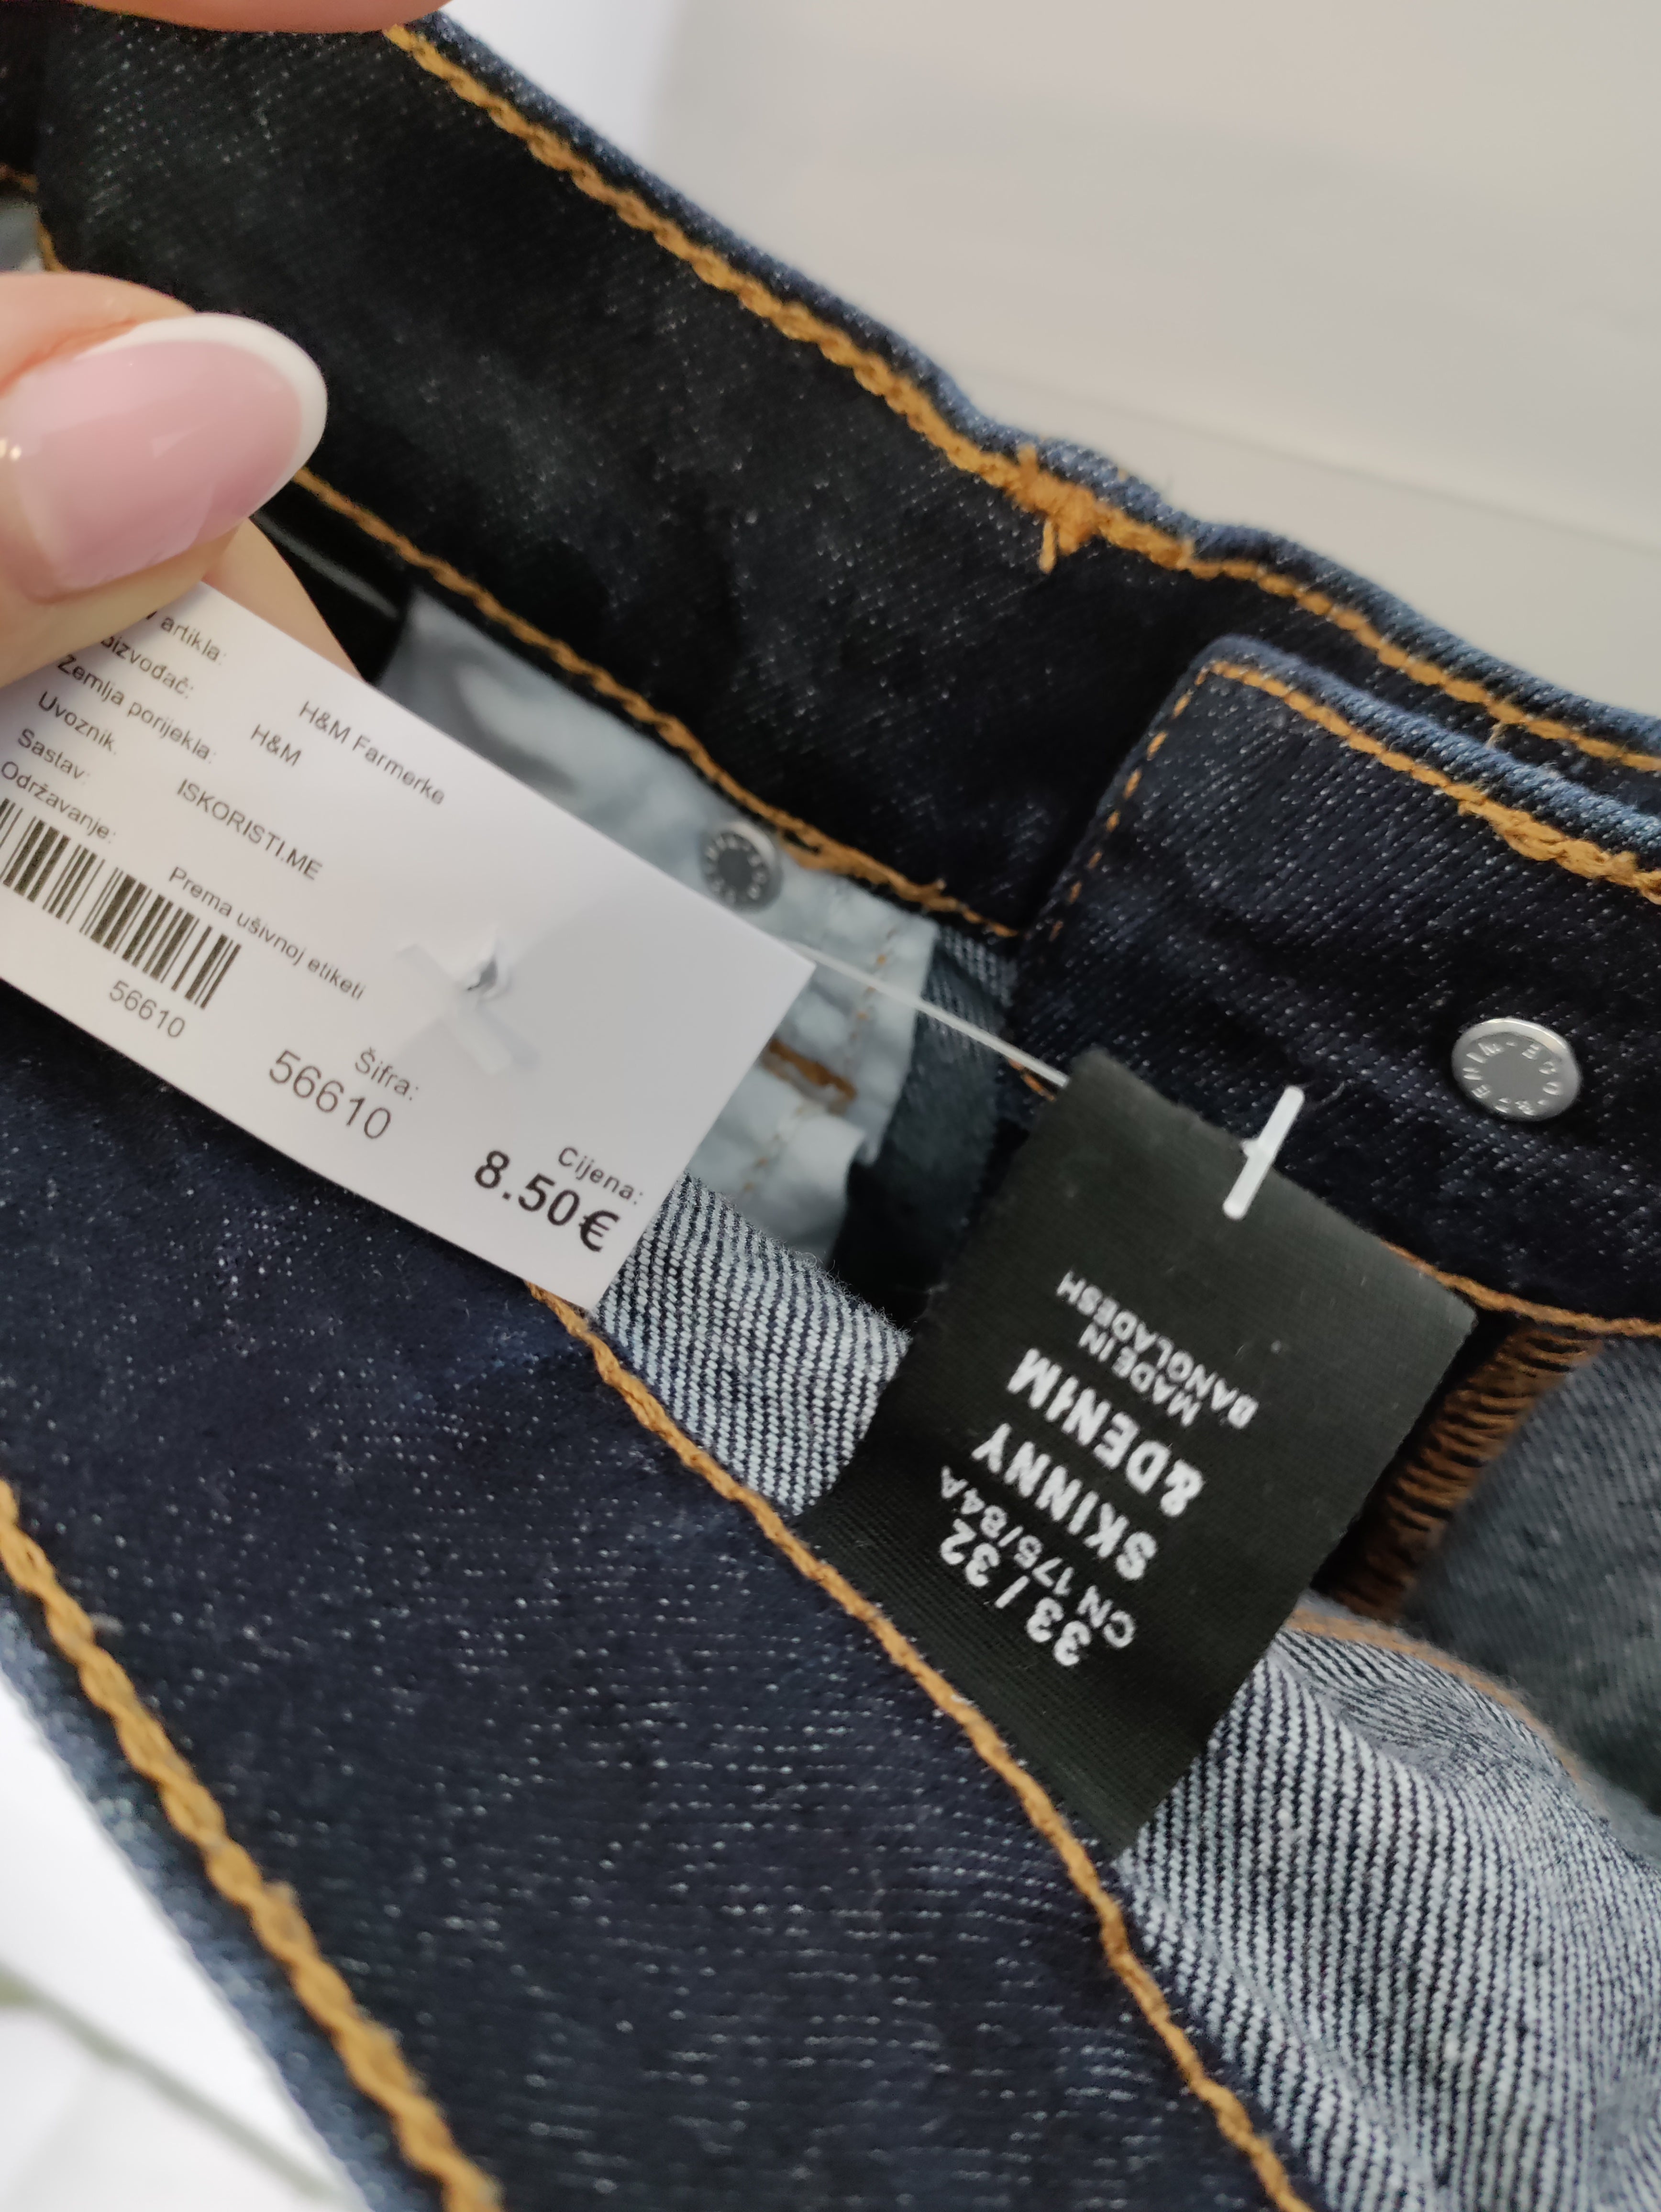 artikla: H&M Farmerke
H&M
Zemlja porijekla:
Uvoznik. ISKORISTI.ME
Sastav:
Održavanje: Prema ušivnoj etiketi
56610
Šifra:
56610
Cijena:
8.50€
33 / 32
CN 175/84A
SKINNY
&DENIM
MADE IN
BANGLADESH